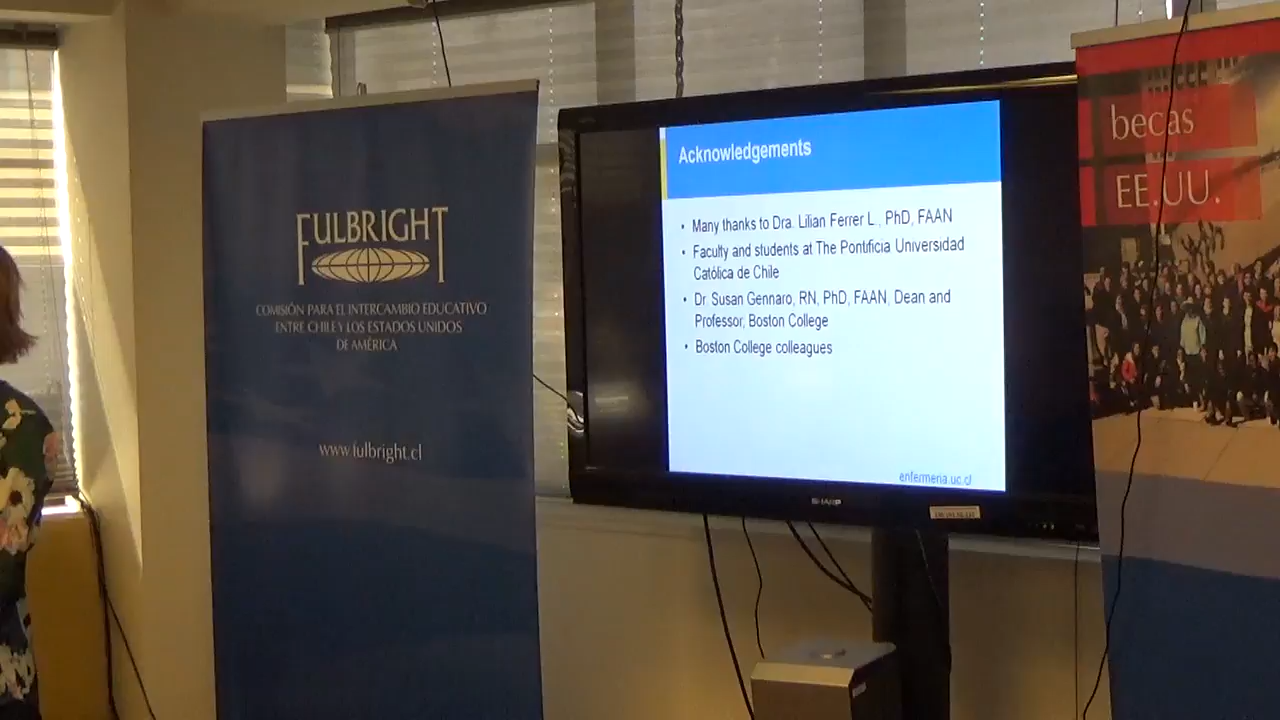 FULBRIGHT
COMISIÓN PARA EL INTERCAMBIO EDUCATIVO
ENTRE CHILE Y LOS ESTADOS UNIDOS
DE AMÉRICA
www.fulbright.cl
Acknowledgements
• Many thanks to Dra. Lilian Ferrer L., PhD, FAAN
• Faculty and students at The Pontificia Universidad
Católica de Chile
• Dr. Susan Gennaro, RN, PhD, FAAN, Dean and
Professor, Boston College
• Boston College colleagues
enfermeria.uc.cl
SHARP
becas
EE.UU.